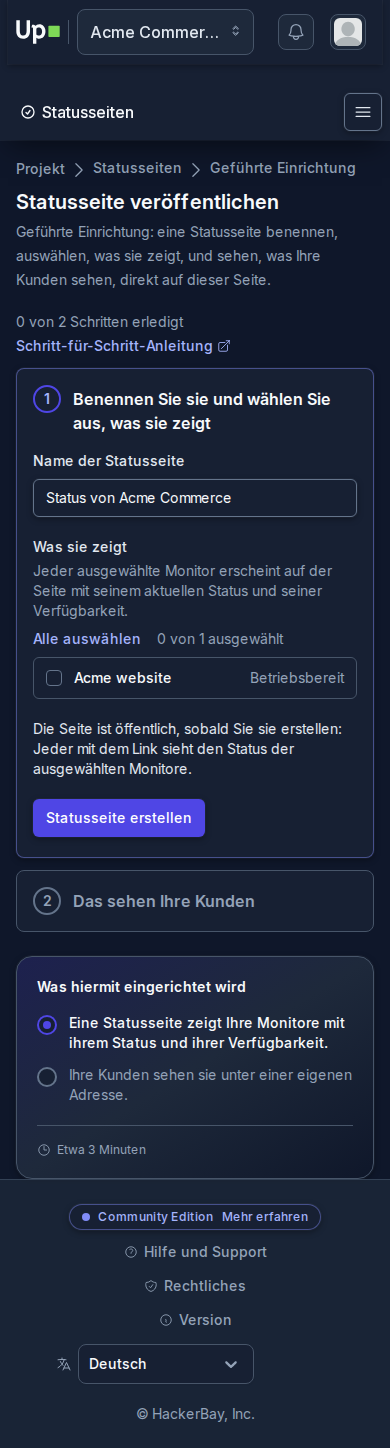 Up
Acme Commer...
Statusseiten
Projekt > Statusseiten > Geführte Einrichtung
Statusseite veröffentlichen
Geführte Einrichtung: eine Statusseite benennen,
auswählen, was sie zeigt, und sehen, was Ihre
Kunden sehen, direkt auf dieser Seite.
0 von 2 Schritten erledigt
Schritt-für-Schritt-Anleitung
1
Benennen Sie sie und wählen Sie
aus, was sie zeigt
Name der Statusseite
Status von Acme Commerce
Was sie zeigt
Jeder ausgewählte Monitor erscheint auf der
Seite mit seinem aktuellen Status und seiner
Verfügbarkeit.
Alle auswählen 0 von 1 ausgewählt
Acme website Betriebsbereit
Die Seite ist öffentlich, sobald Sie sie erstellen:
Jeder mit dem Link sieht den Status der
ausgewählten Monitore.
Statusseite erstellen
2 Das sehen Ihre Kunden
Was hiermit eingerichtet wird
Eine Statusseite zeigt Ihre Monitore mit
ihrem Status und ihrer Verfügbarkeit.
Ihre Kunden sehen sie unter einer eigenen
Adresse.
Etwa 3 Minuten
Community Edition Mehr erfahren
Hilfe und Support
Rechtliches
Version
Deutsch
© HackerBay, Inc.